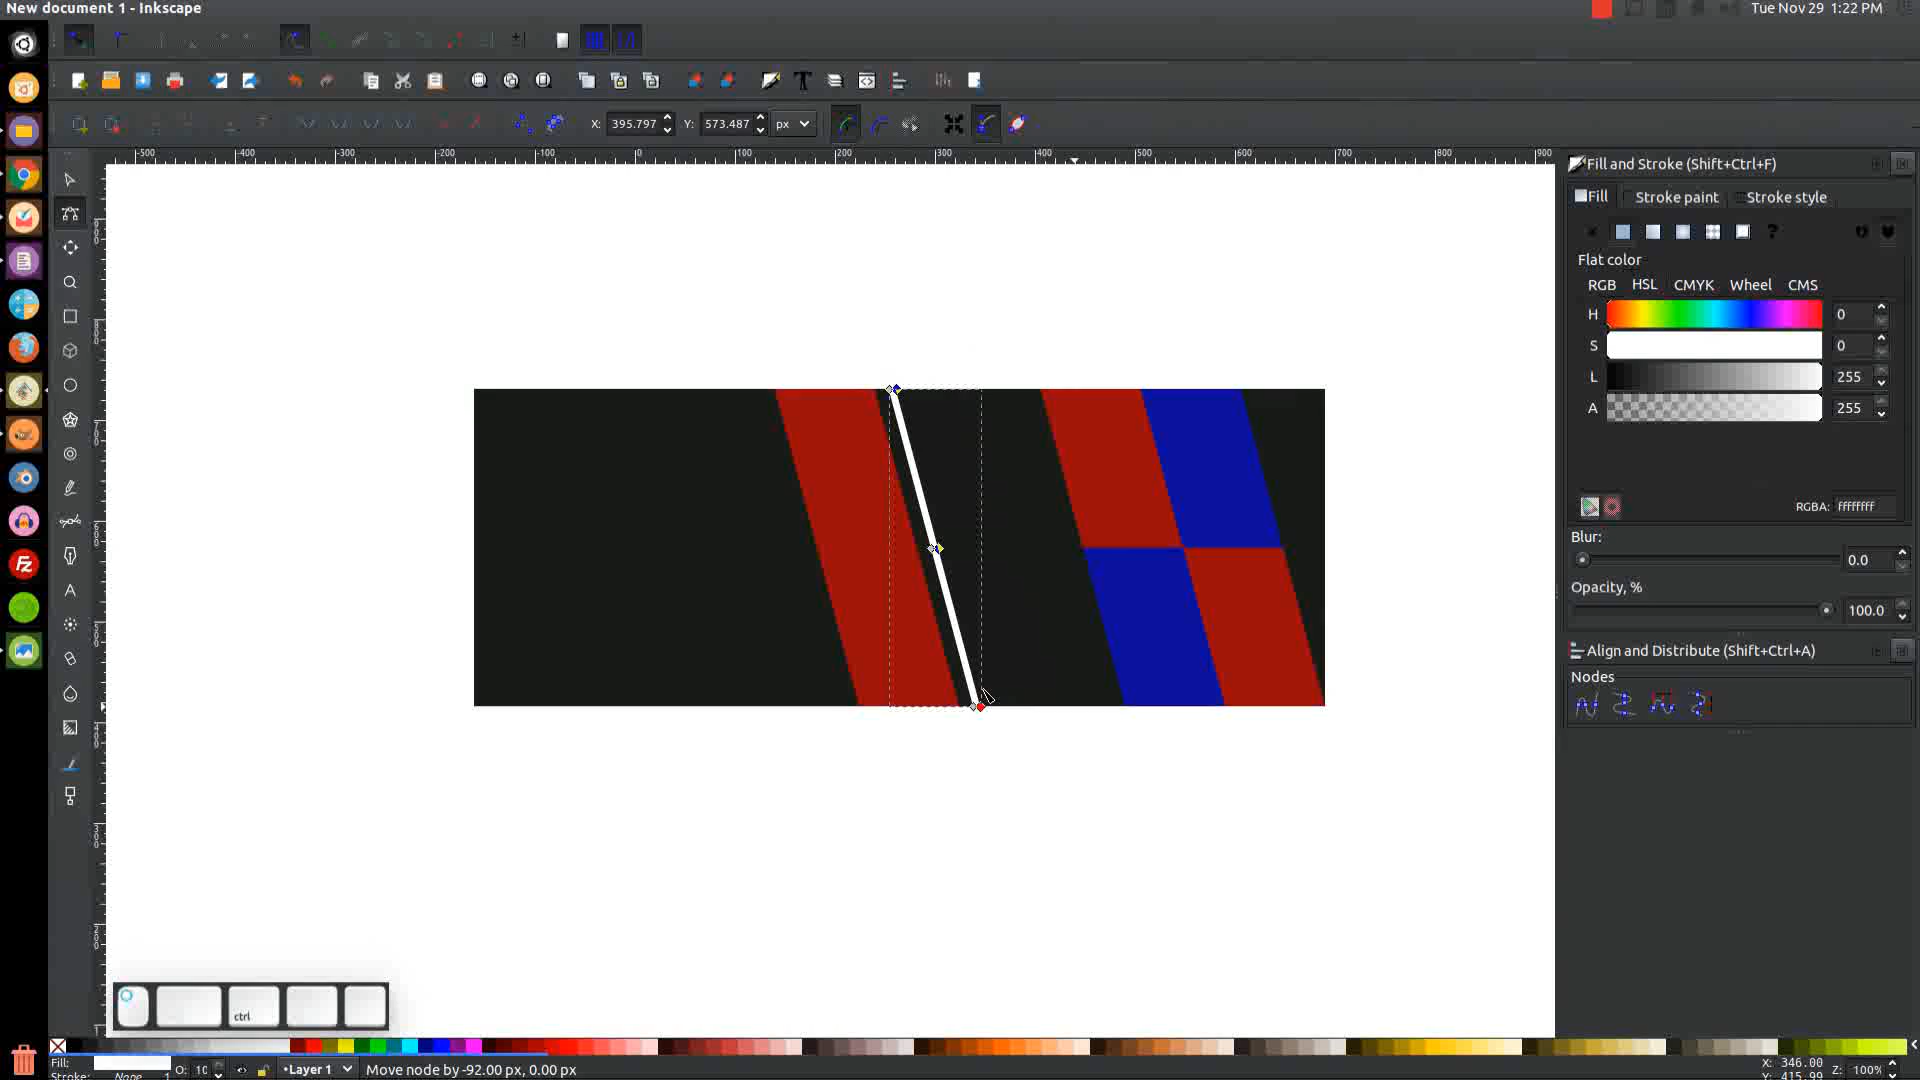 New document 1 - Inkscape
Tue Nov 29 1:22 PM
X: 395.797 Y: 573.487 px
-500 -400 -300 -200 -100 0 100 200 300 400 500 600 700 800 900
Fill and Stroke (Shift+Ctrl+F)
Fill Stroke paint Stroke style
?
Flat color
RGB HSL CMYK Wheel CMS
H 0
S 0
L 255
A 255
RGBA: ffffffff
Blur:
0.0
Opacity, %
100.0
Align and Distribute (Shift+Ctrl+A)
Nodes
ctrl
Fill:
Stroke: None 1
O: 10
•Layer 1
Move node by -92.00 px, 0.00 px
X: 346.00
Y: 415.99
Z: 100%